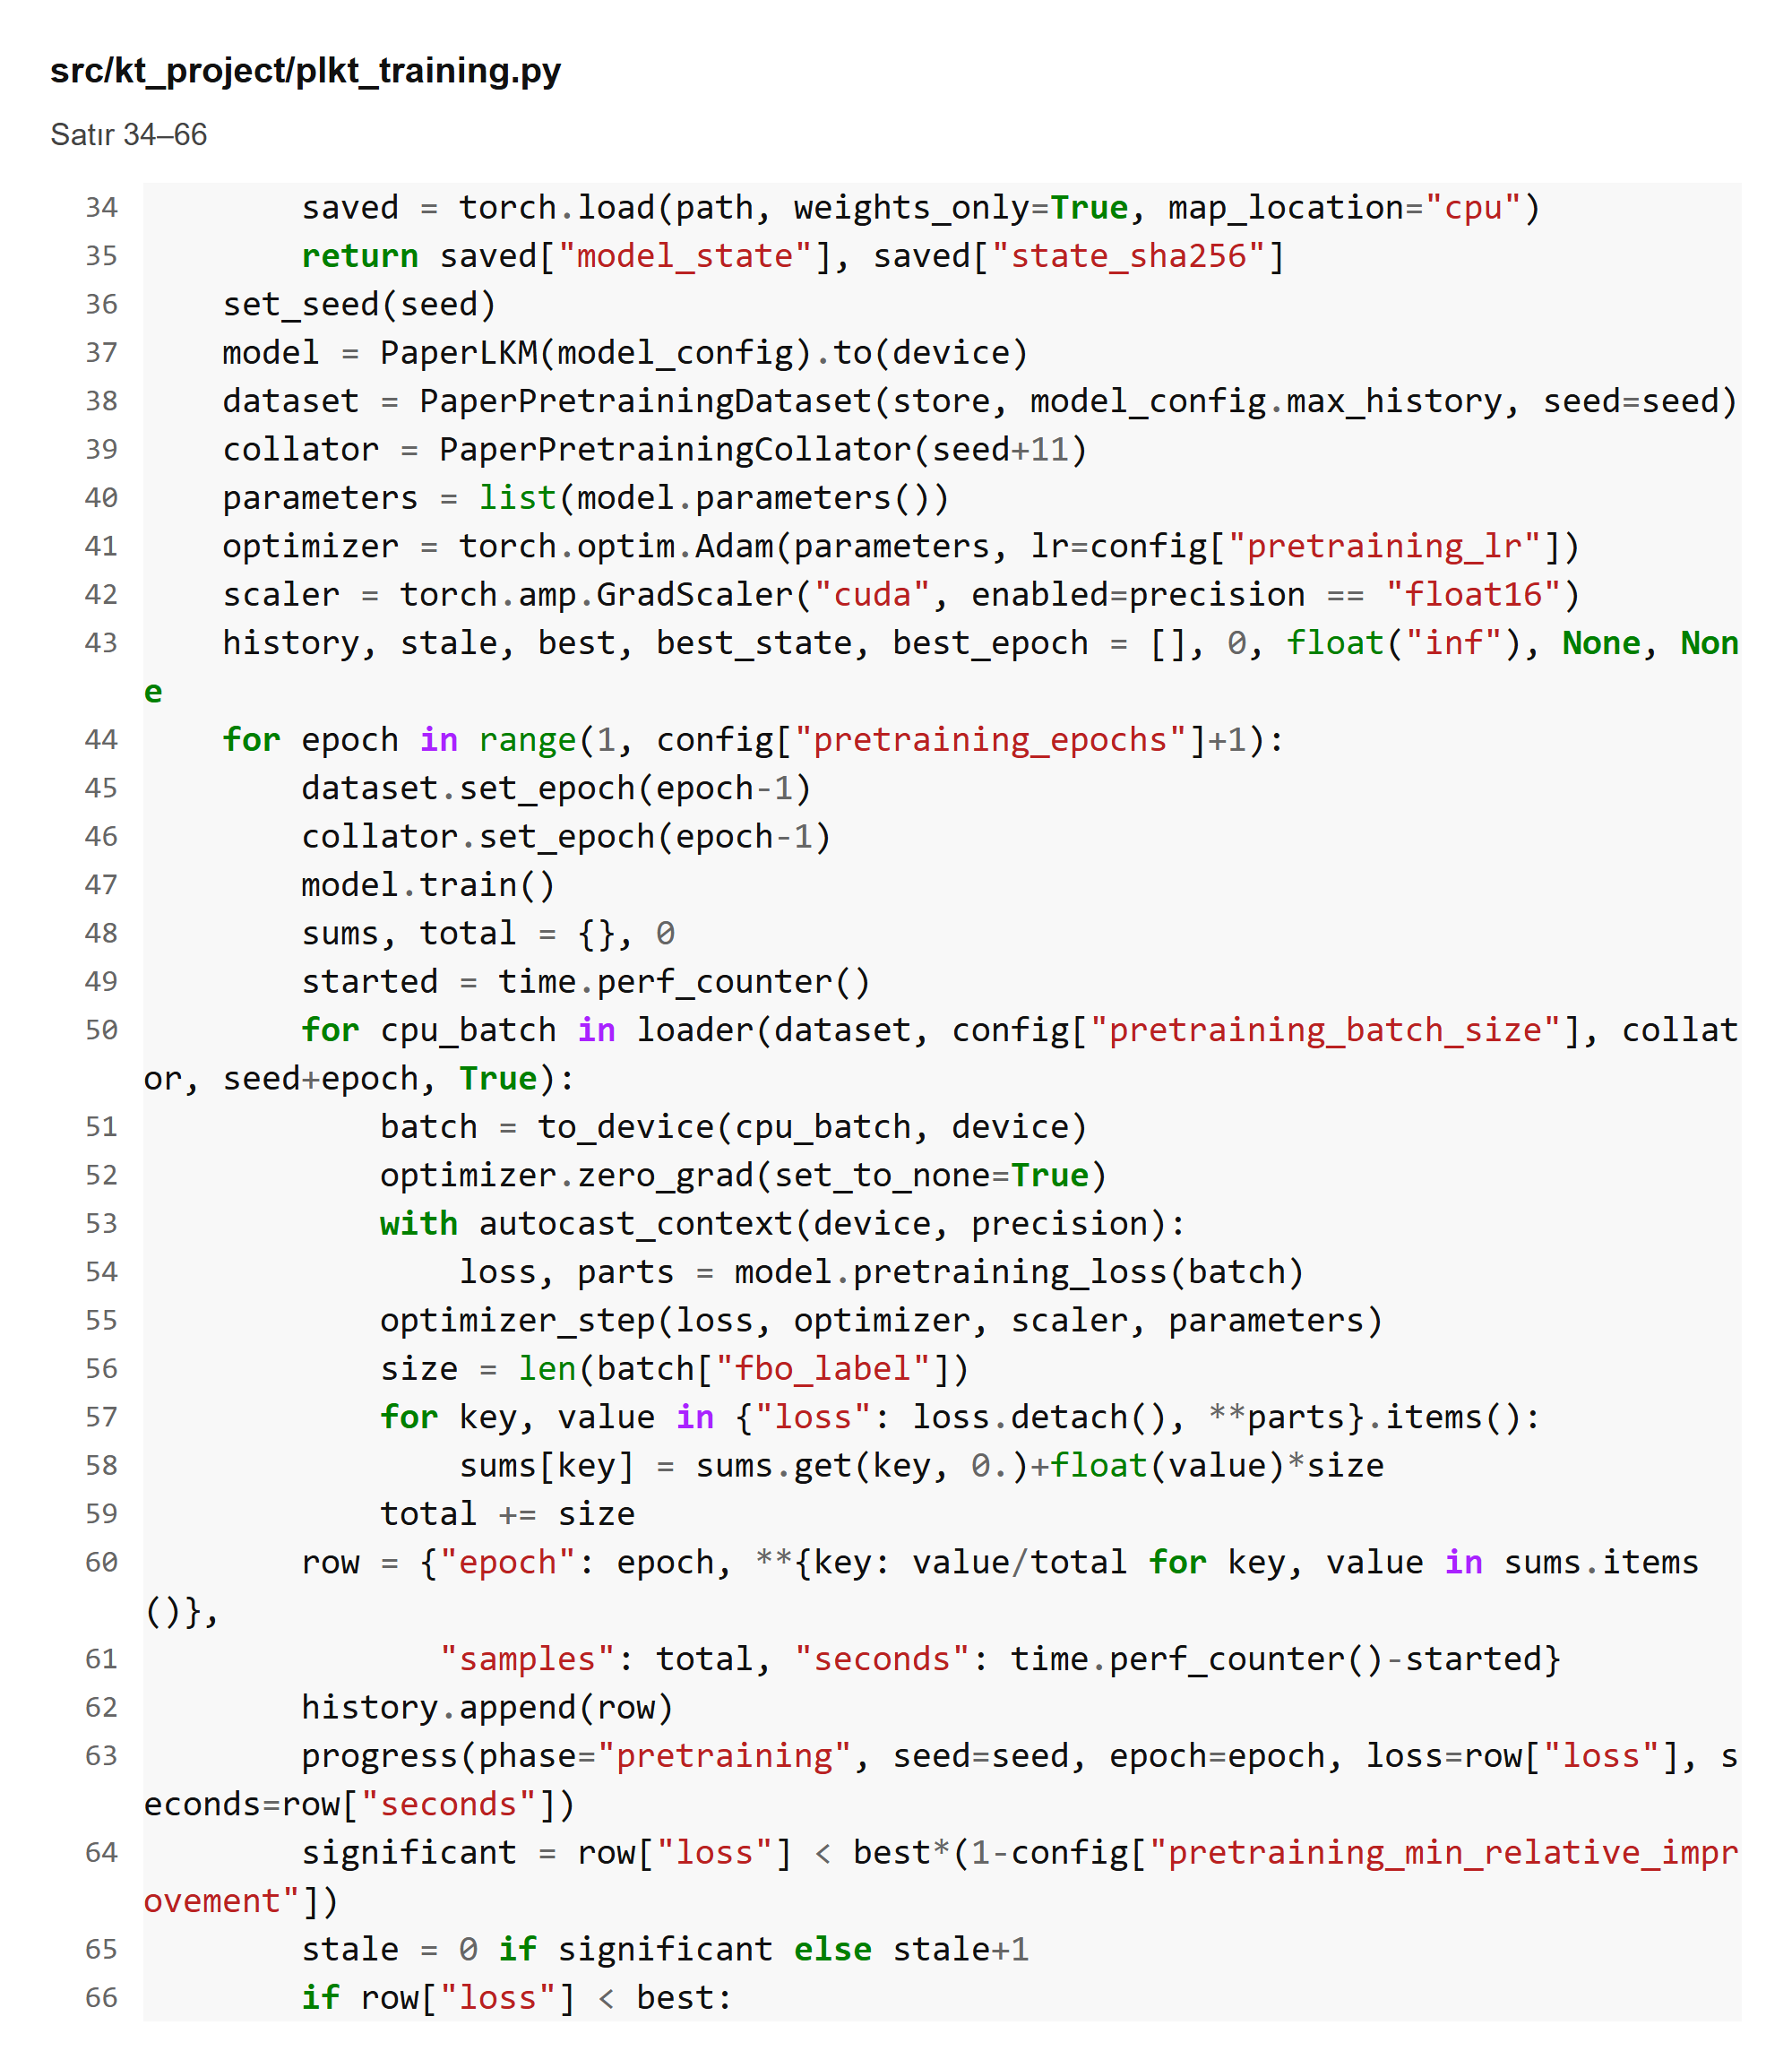 src/kt_project/plkt_training.py
Satır 34–66
34         saved = torch.load(path, weights_only=True, map_location="cpu")
35         return saved["model_state"], saved["state_sha256"]
36     set_seed(seed)
37     model = PaperLKM(model_config).to(device)
38     dataset = PaperPretrainingDataset(store, model_config.max_history, seed=seed)
39     collator = PaperPretrainingCollator(seed+11)
40     parameters = list(model.parameters())
41     optimizer = torch.optim.Adam(parameters, lr=config["pretraining_lr"])
42     scaler = torch.amp.GradScaler("cuda", enabled=precision == "float16")
43     history, stale, best, best_state, best_epoch = [], 0, float("inf"), None, Non
e
44     for epoch in range(1, config["pretraining_epochs"]+1):
45         dataset.set_epoch(epoch-1)
46         collator.set_epoch(epoch-1)
47         model.train()
48         sums, total = {}, 0
49         started = time.perf_counter()
50         for cpu_batch in loader(dataset, config["pretraining_batch_size"], collat
or, seed+epoch, True):
51             batch = to_device(cpu_batch, device)
52             optimizer.zero_grad(set_to_none=True)
53             with autocast_context(device, precision):
54                 loss, parts = model.pretraining_loss(batch)
55             optimizer_step(loss, optimizer, scaler, parameters)
56             size = len(batch["fbo_label"])
57             for key, value in {"loss": loss.detach(), **parts}.items():
58                 sums[key] = sums.get(key, 0.)+float(value)*size
59             total += size
60         row = {"epoch": epoch, **{key: value/total for key, value in sums.items
()},
61                "samples": total, "seconds": time.perf_counter()-started}
62         history.append(row)
63         progress(phase="pretraining", seed=seed, epoch=epoch, loss=row["loss"], s
econds=row["seconds"])
64         significant = row["loss"] < best*(1-config["pretraining_min_relative_impr
ovement"])
65         stale = 0 if significant else stale+1
66         if row["loss"] < best: